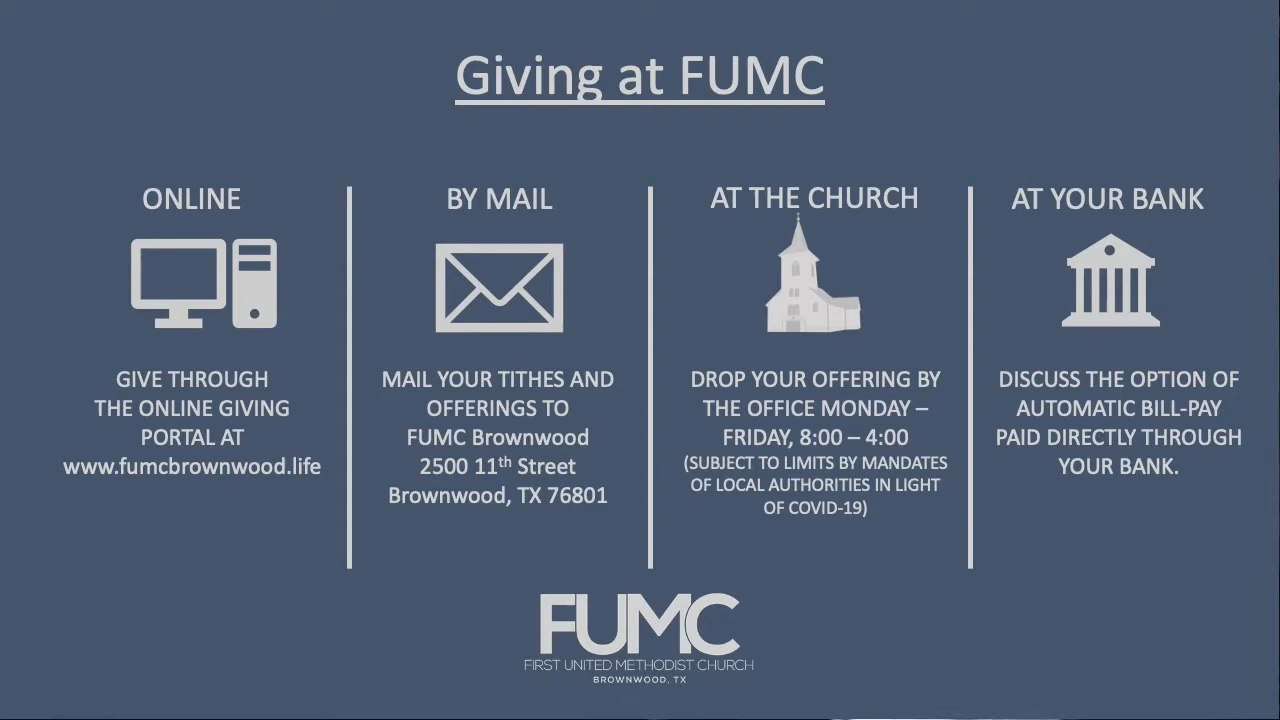 Giving at FUMC
ONLINE
GIVE THROUGH
THE ONLINE GIVING
PORTAL AT
www.fumcbrownwood.life
BY MAIL
MAIL YOUR TITHES AND
OFFERINGS TO
FUMC Brownwood
2500 11th Street
Brownwood, TX 76801
AT THE CHURCH
DROP YOUR OFFERING BY
THE OFFICE MONDAY –
FRIDAY, 8:00 – 4:00
(SUBJECT TO LIMITS BY MANDATES
OF LOCAL AUTHORITIES IN LIGHT
OF COVID-19)
AT YOUR BANK
DISCUSS THE OPTION OF
AUTOMATIC BILL-PAY
PAID DIRECTLY THROUGH
YOUR BANK.
FUMC
FIRST UNITED METHODIST CHURCH
BROWNWOOD, TX